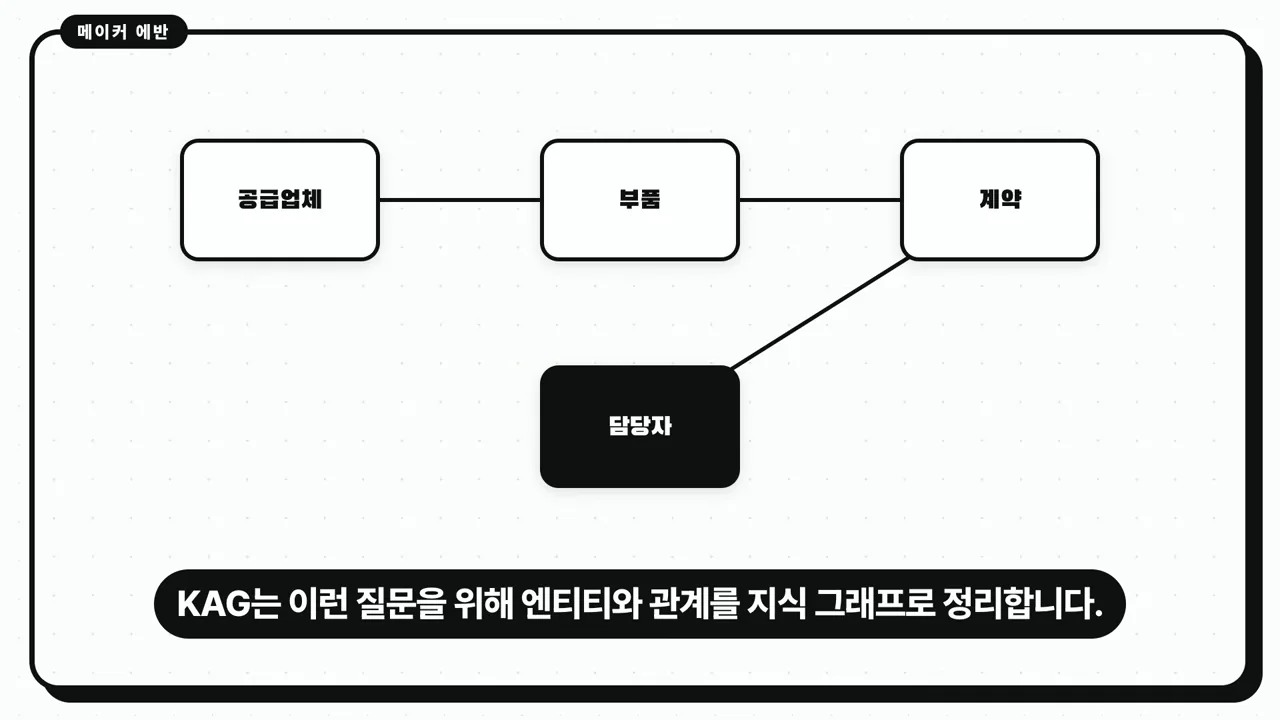 메이커 에반
공급업체
부품
계약
담당자
KAG는 이런 질문을 위해 엔티티와 관계를 지식 그래프로 정리합니다.